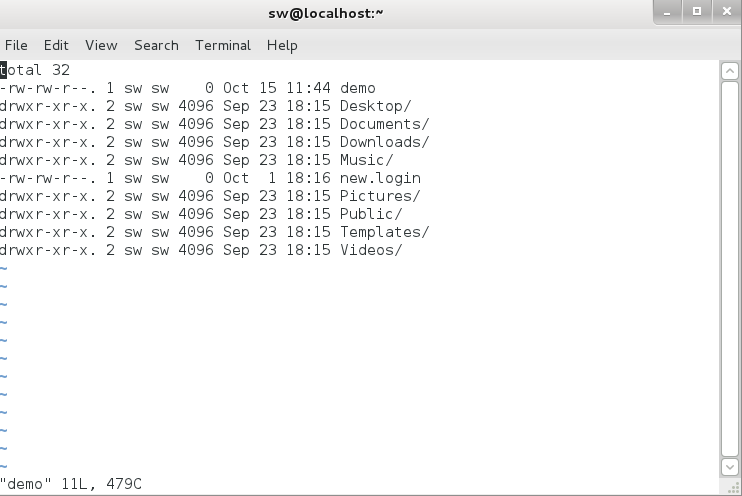 sw@localhost:~
File Edit View Search Terminal Help
total 32
-rw-rw-r--. 1 sw sw    0 Oct 15 11:44 demo
drwxr-xr-x. 2 sw sw 4096 Sep 23 18:15 Desktop/
drwxr-xr-x. 2 sw sw 4096 Sep 23 18:15 Documents/
drwxr-xr-x. 2 sw sw 4096 Sep 23 18:15 Downloads/
drwxr-xr-x. 2 sw sw 4096 Sep 23 18:15 Music/
-rw-rw-r--. 1 sw sw    0 Oct  1 18:16 new.login
drwxr-xr-x. 2 sw sw 4096 Sep 23 18:15 Pictures/
drwxr-xr-x. 2 sw sw 4096 Sep 23 18:15 Public/
drwxr-xr-x. 2 sw sw 4096 Sep 23 18:15 Templates/
drwxr-xr-x. 2 sw sw 4096 Sep 23 18:15 Videos/
~
~
~
~
~
~
~
~
~
~
~
~
"demo" 11L, 479C